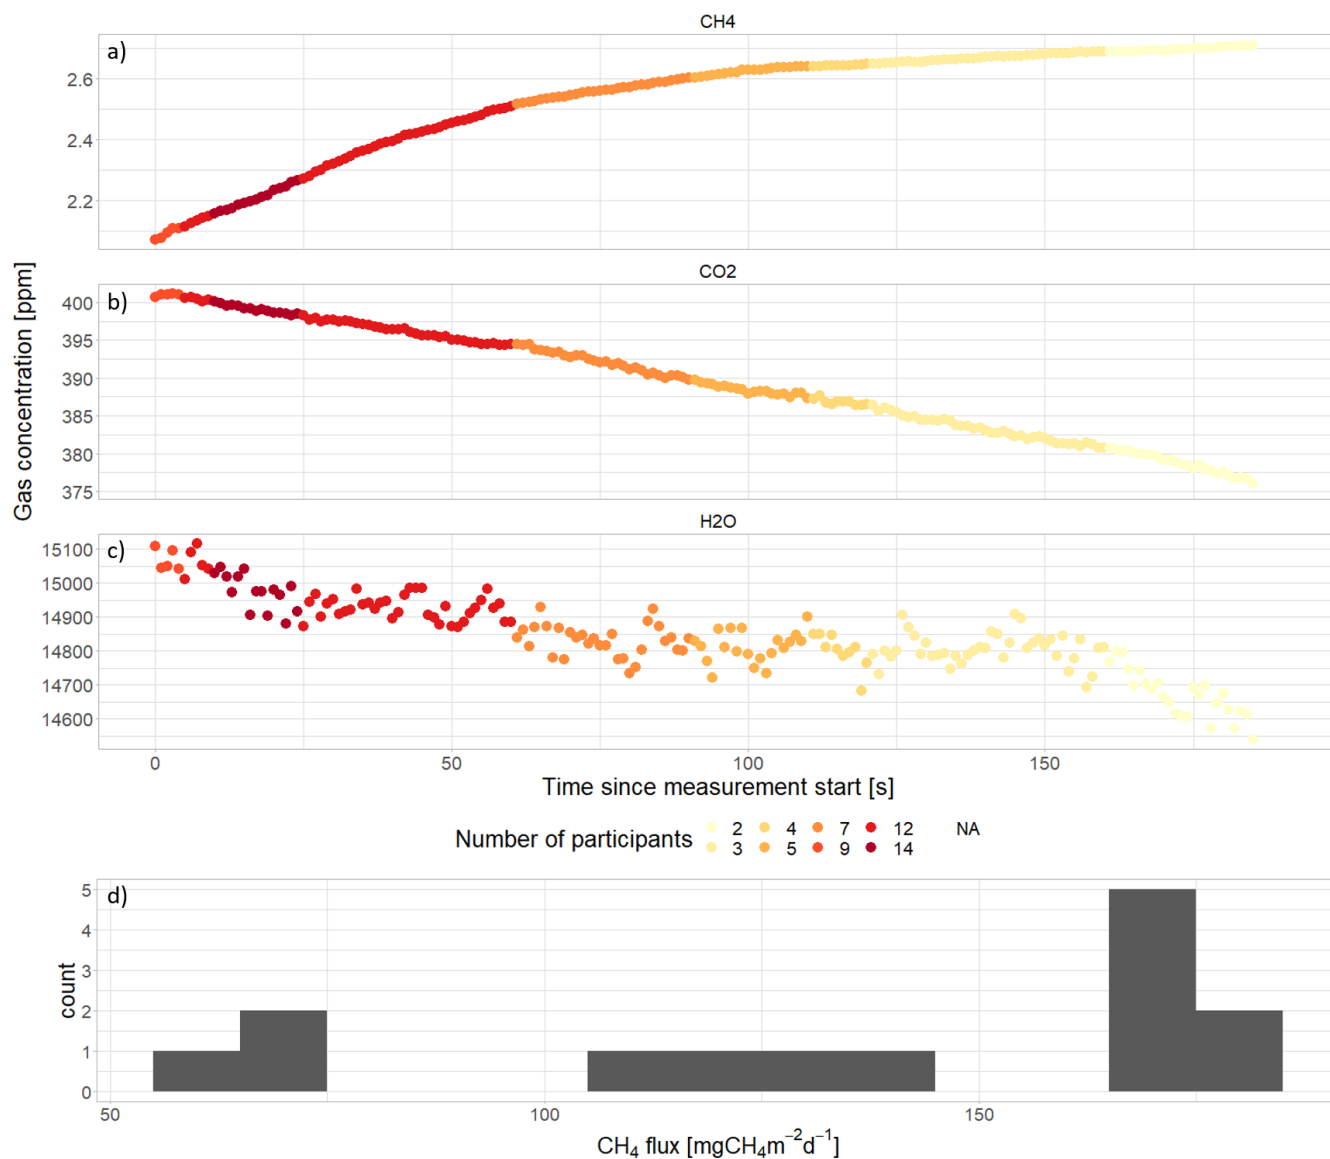 CH4
a)
2.6
2.4
2.2
CO2
b)
400
395
390
385
380
375
Gas concentration [ppm]
H2O
c)
15100
15000
14900
14800
14700
14600
0 50 100 150
Time since measurement start [s]
Number of participants 2 4 7 12 NA
3 5 9 14
d)
5
4
3
2
1
0
count
50 100 150
CH₄ flux [mgCH₄m⁻²d⁻¹]